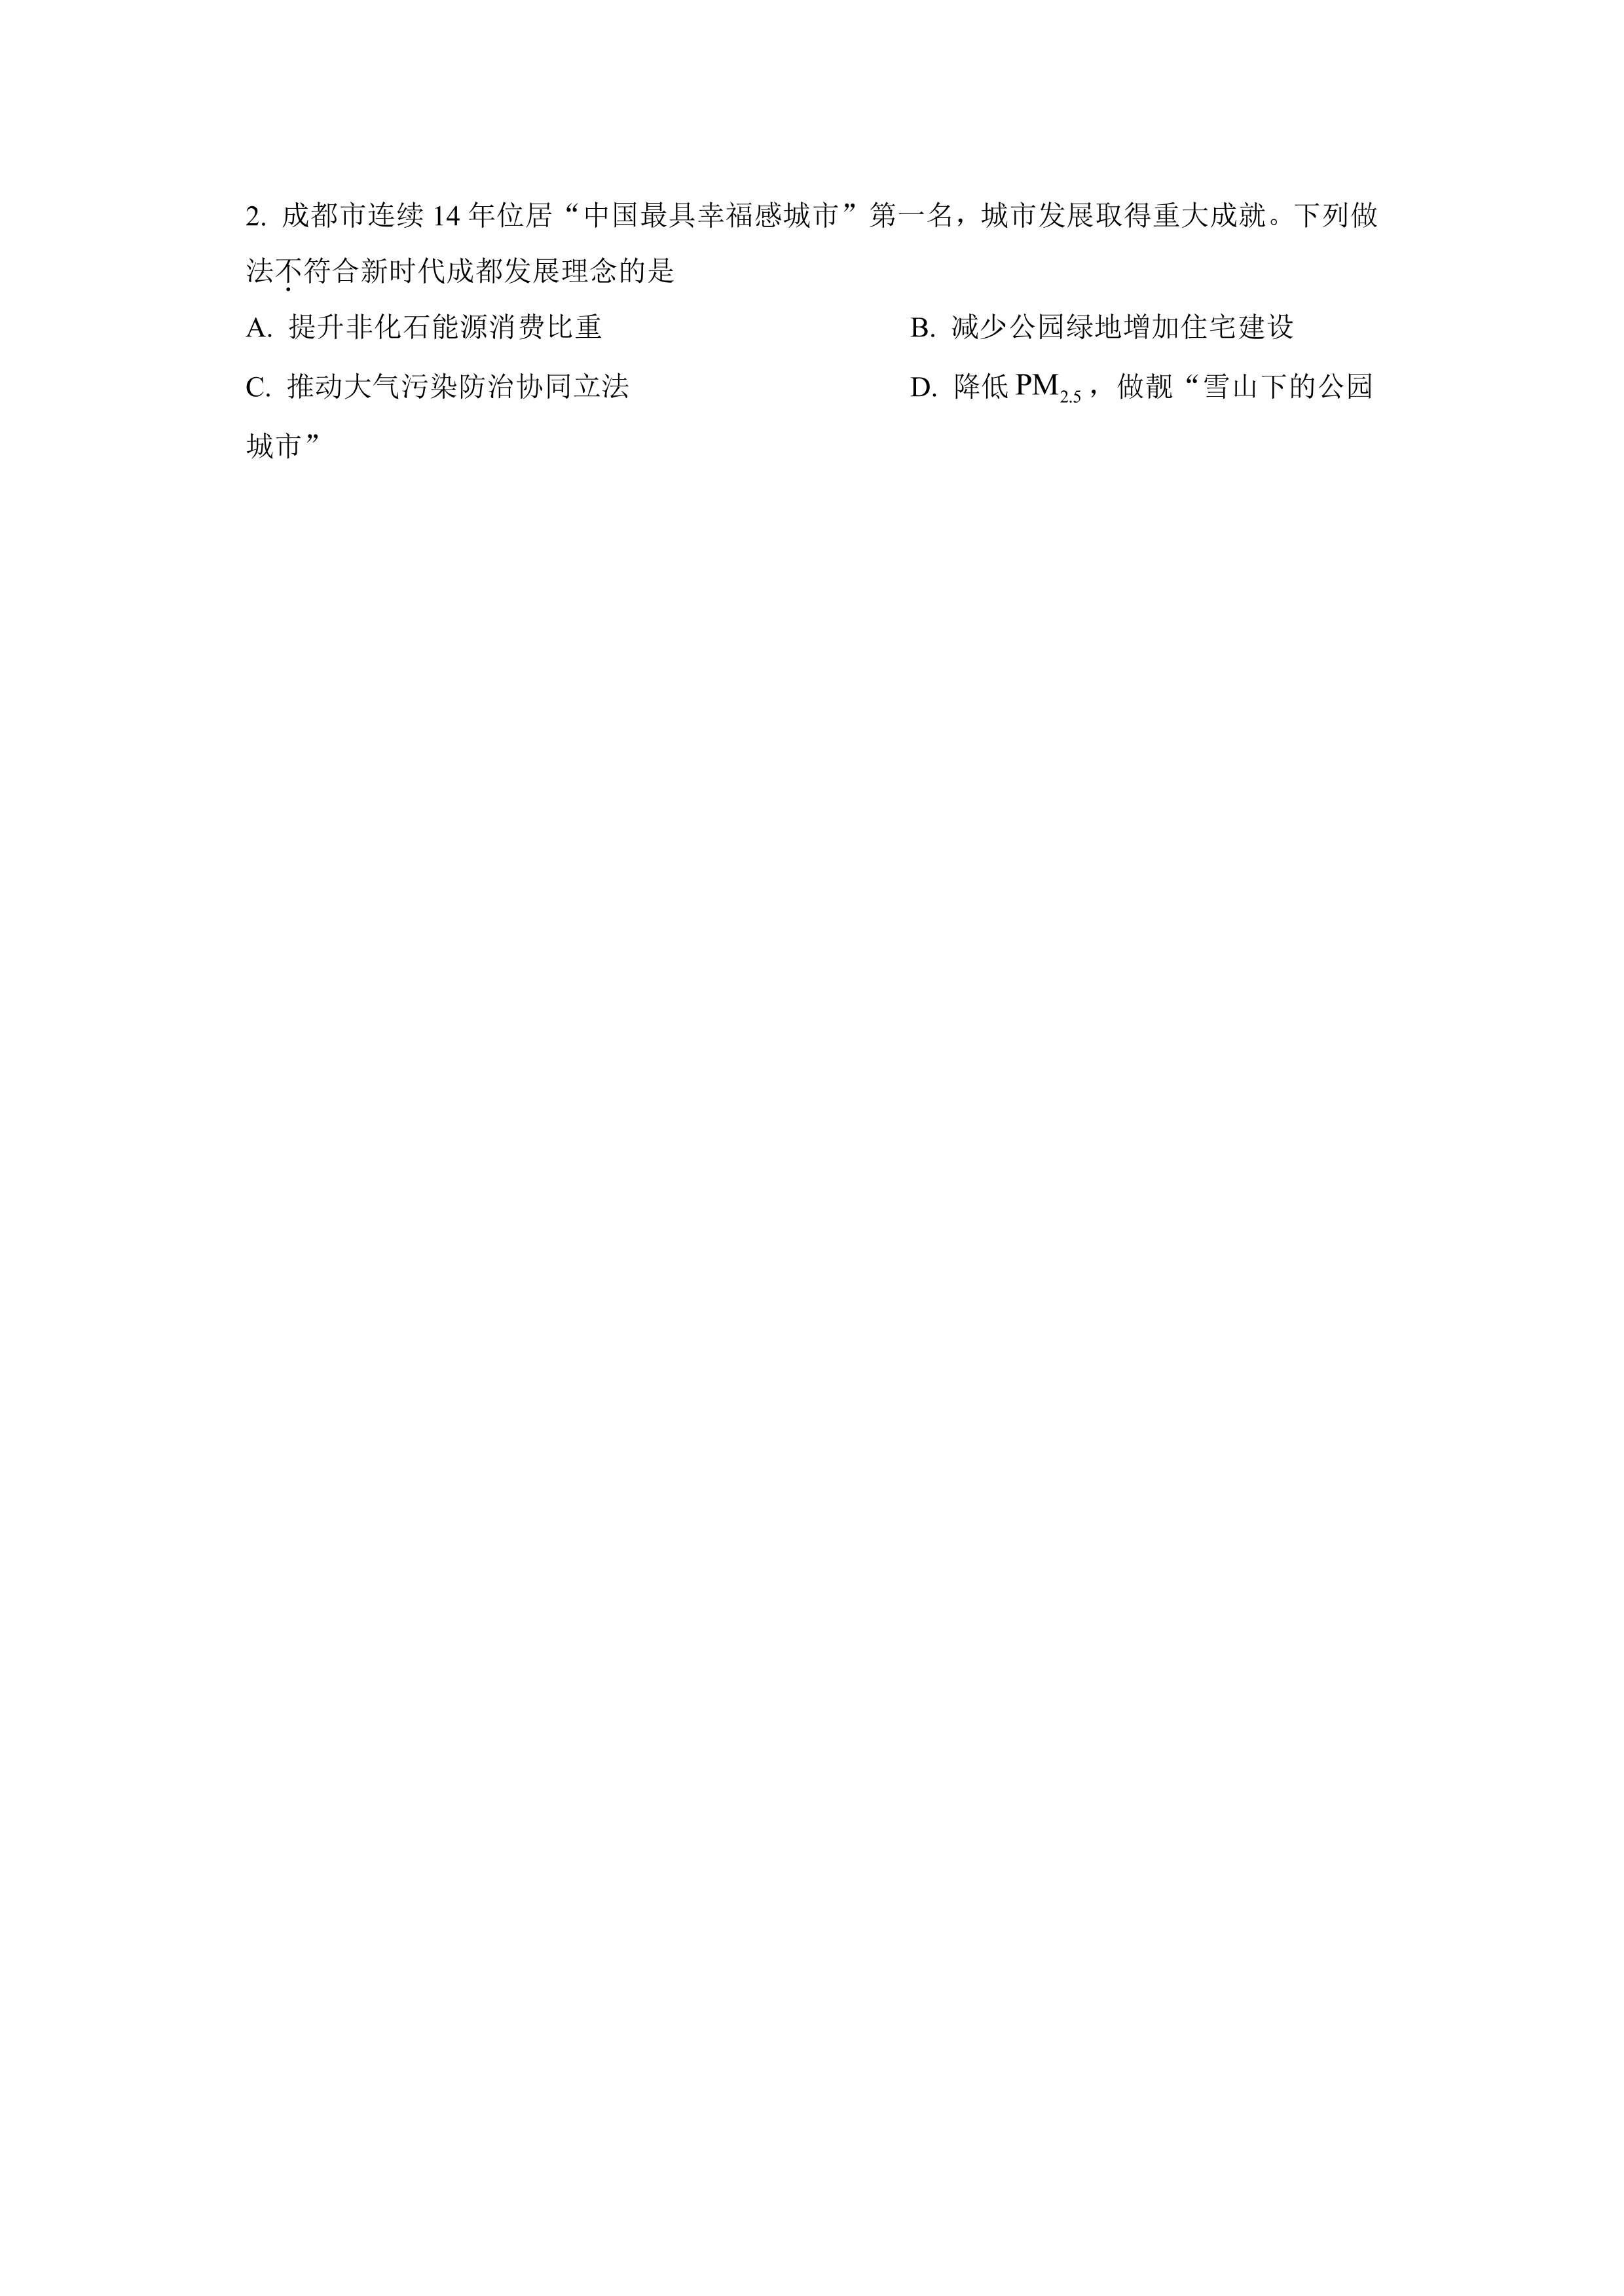 2. 成都市连续 14 年位居“中国最具幸福感城市”第一名，城市发展取得重大成就。下列做
法不符合新时代成都发展理念的是
A. 提升非化石能源消费比重 B. 减少公园绿地增加住宅建设
C. 推动大气污染防治协同立法 D. 降低 PM2.5，做靓“雪山下的公园
城市”